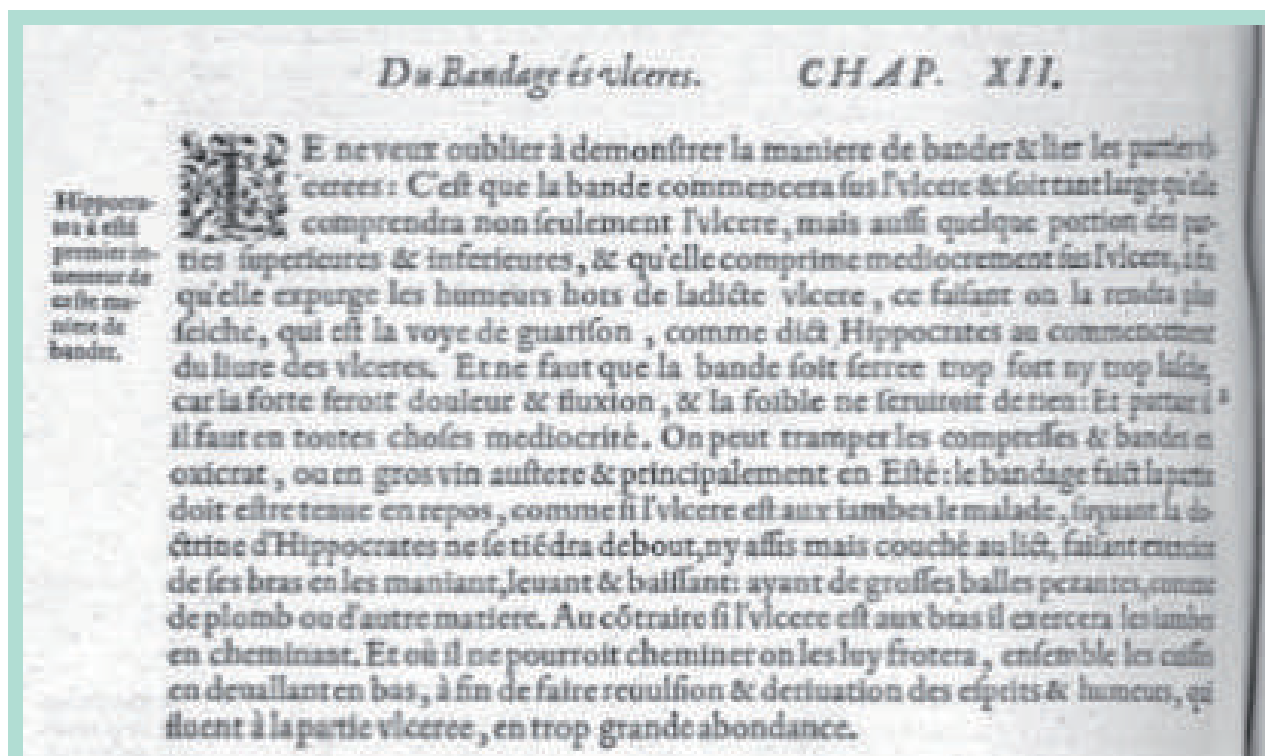 Du Bandage és vlceres. CHAP. XII.
IE ne veux oublier à demonſtrer la maniere de bander & lier les parties vl-
cerees: C'eſt que la bande commencera ſus l'vlcere & ſoit tant large qu'elle
comprendra non ſeulement l'vlcere, mais auſſi quelque portion des par-
ties ſuperieures & inferieures, & qu'elle comprime mediocrement ſus l'vlcere,
qu'elle expurge les humeurs hors de ladicte vlcere, ce faiſant on la rendra plus
ſeiche, qui eſt la voye de guariſon, comme dict Hippocrates au commencement
du liure des vlceres. Et ne faut que la bande ſoit ſerree trop fort ny trop laſche,
car la forte feroit douleur & fluxion, & la foible ne ſeruiroit de rien: Et partant
il faut en toutes choſes mediocrité. On peut tramper les compreſſes & bandes en
oxicrat, ou en gros vin auſtere & principalement en Eſté: le bandage faict la partie
doit eſtre tenue en repos, comme ſi l'vlcere eſt aux iambes le malade, ſuyuant la do-
ctrine d'Hippocrates ne ſe tiẽdra debout, ny aſſis mais couché au lict, faiſant exercice
de ſes bras en les maniant, leuant & baiſſant: ayant de groſſes balles pezantes, comme
de plomb ou d'autre matiere. Au cõtraire ſi l'vlcere eſt aux bras il exercera les iambes
en cheminant. Et où il ne pourroit cheminer on les luy frotera, enſemble les cuiſſes
en deuallant en bas, à fin de faire reuulſion & deriuation des eſprits & humeurs, qui
fluent à la partie vlceree, en trop grande abondance.
Hippocra-
tes a eſté
premier in-
uenteur de
ceſte ma-
niere de
bander.